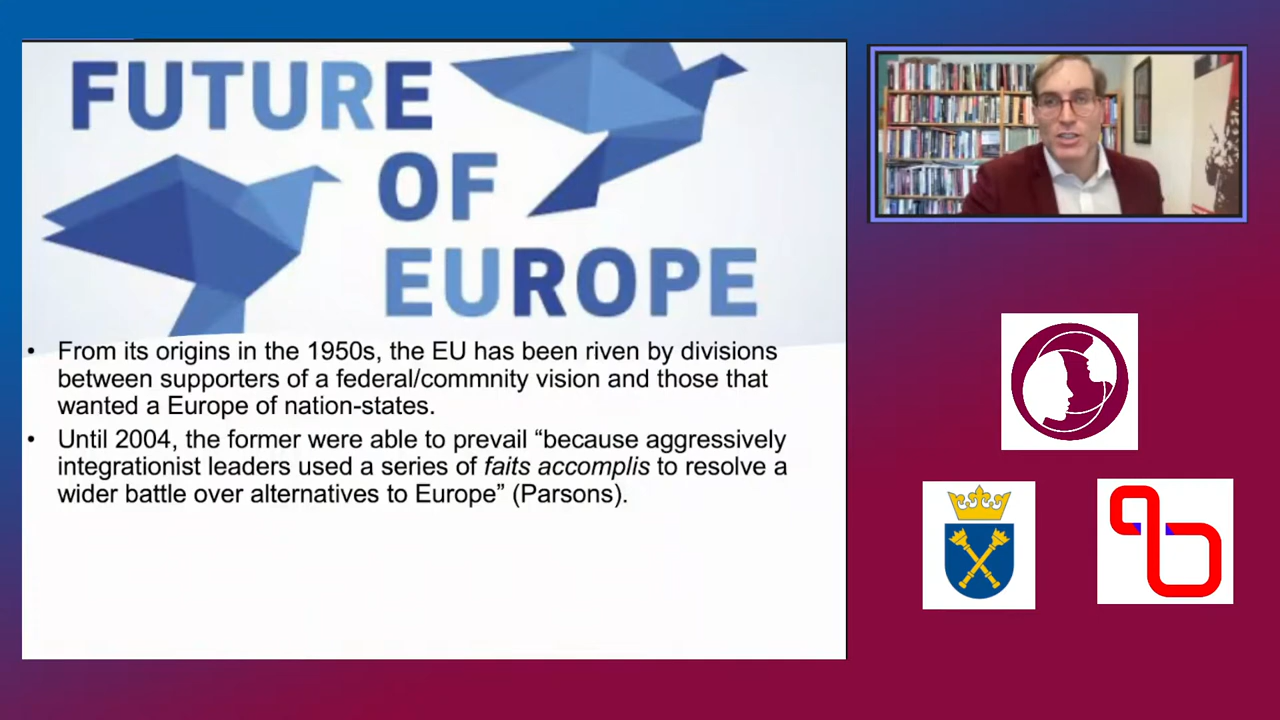 FUTURE
OF
EUROPE
• From its origins in the 1950s, the EU has been riven by divisions
between supporters of a federal/commnity vision and those that
wanted a Europe of nation-states.
• Until 2004, the former were able to prevail “because aggressively
integrationist leaders used a series of faits accomplis to resolve a
wider battle over alternatives to Europe” (Parsons).